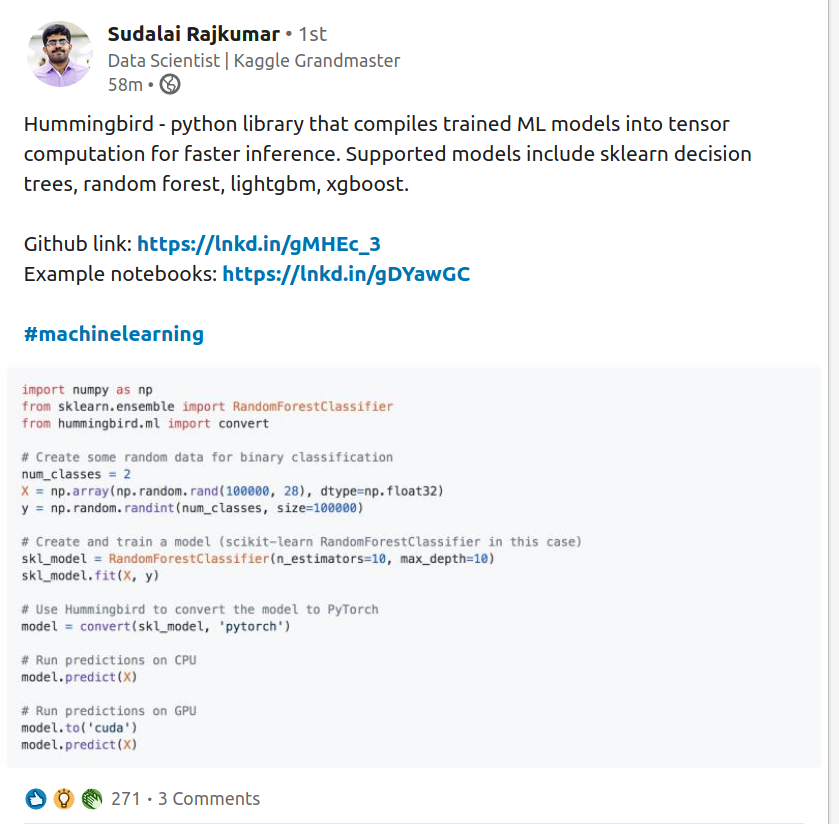 Sudalai Rajkumar • 1st
Data Scientist | Kaggle Grandmaster
58m •
Hummingbird - python library that compiles trained ML models into tensor
computation for faster inference. Supported models include sklearn decision
trees, random forest, lightgbm, xgboost.
Github link: https://lnkd.in/gMHEc_3
Example notebooks: https://lnkd.in/gDYawGC
#machinelearning
import numpy as np
from sklearn.ensemble import RandomForestClassifier
from hummingbird.ml import convert
# Create some random data for binary classification
num_classes = 2
X = np.array(np.random.rand(100000, 28), dtype=np.float32)
y = np.random.randint(num_classes, size=100000)
# Create and train a model (scikit-learn RandomForestClassifier in this case)
skl_model = RandomForestClassifier(n_estimators=10, max_depth=10)
skl_model.fit(X, y)
# Use Hummingbird to convert the model to PyTorch
model = convert(skl_model, 'pytorch')
# Run predictions on CPU
model.predict(X)
# Run predictions on GPU
model.to('cuda')
model.predict(X)
271 • 3 Comments